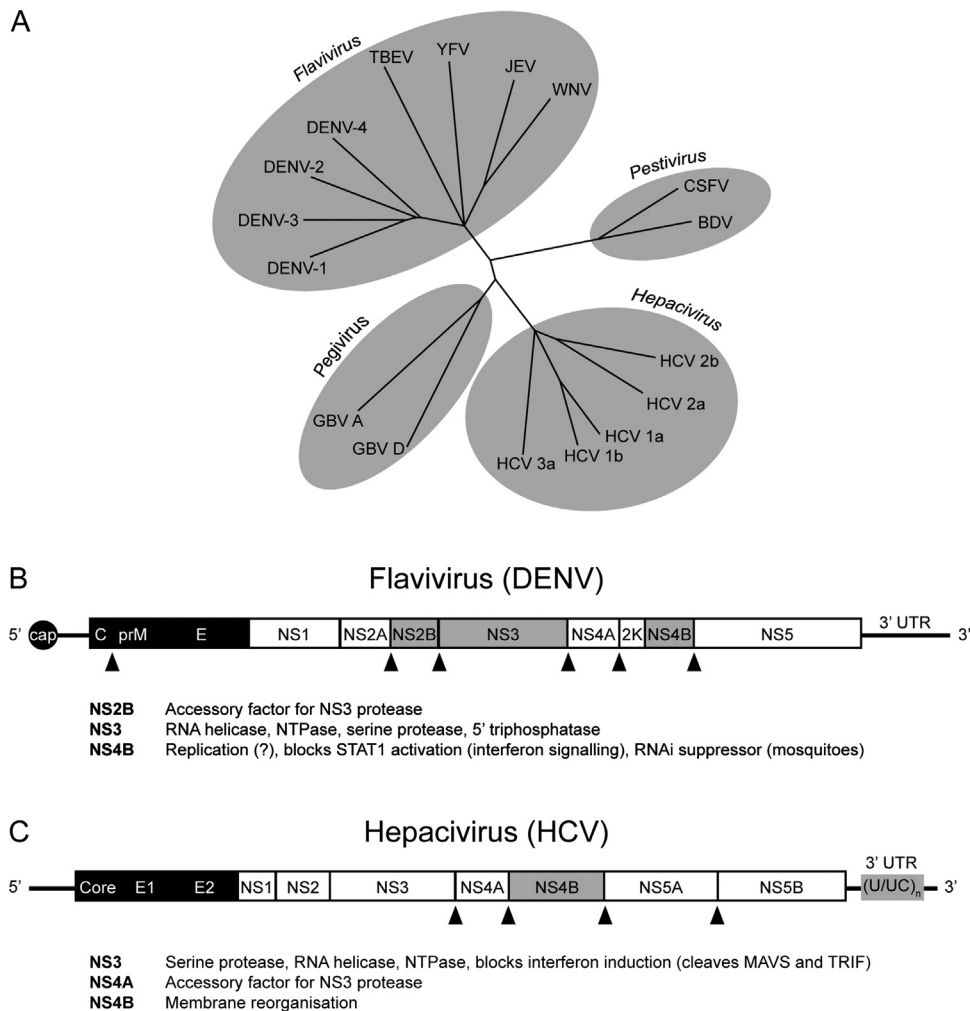 A
Flavivirus
TBEV
YFV
JEV
WNV
DENV-4
DENV-2
DENV-3
DENV-1
Pestivirus
CSFV
BDV
Pegivirus
GBV A
GBV D
Hepacivirus
HCV 2b
HCV 2a
HCV 1a
HCV 1b
HCV 3a
B
Flavivirus (DENV)
5’ cap C prM E NS1 NS2A NS2B NS3 NS4A 2K NS4B NS5 3’ UTR 3’
NS2B Accessory factor for NS3 protease
NS3 RNA helicase, NTPase, serine protease, 5’ triphosphatase
NS4B Replication (?), blocks STAT1 activation (interferon signalling), RNAi suppressor (mosquitoes)
C
Hepacivirus (HCV)
3’ UTR
5’ Core E1 E2 NS1 NS2 NS3 NS4A NS4B NS5A NS5B (U/UC)n 3’
NS3 Serine protease, RNA helicase, NTPase, blocks interferon induction (cleaves MAVS and TRIF)
NS4A Accessory factor for NS3 protease
NS4B Membrane reorganisation